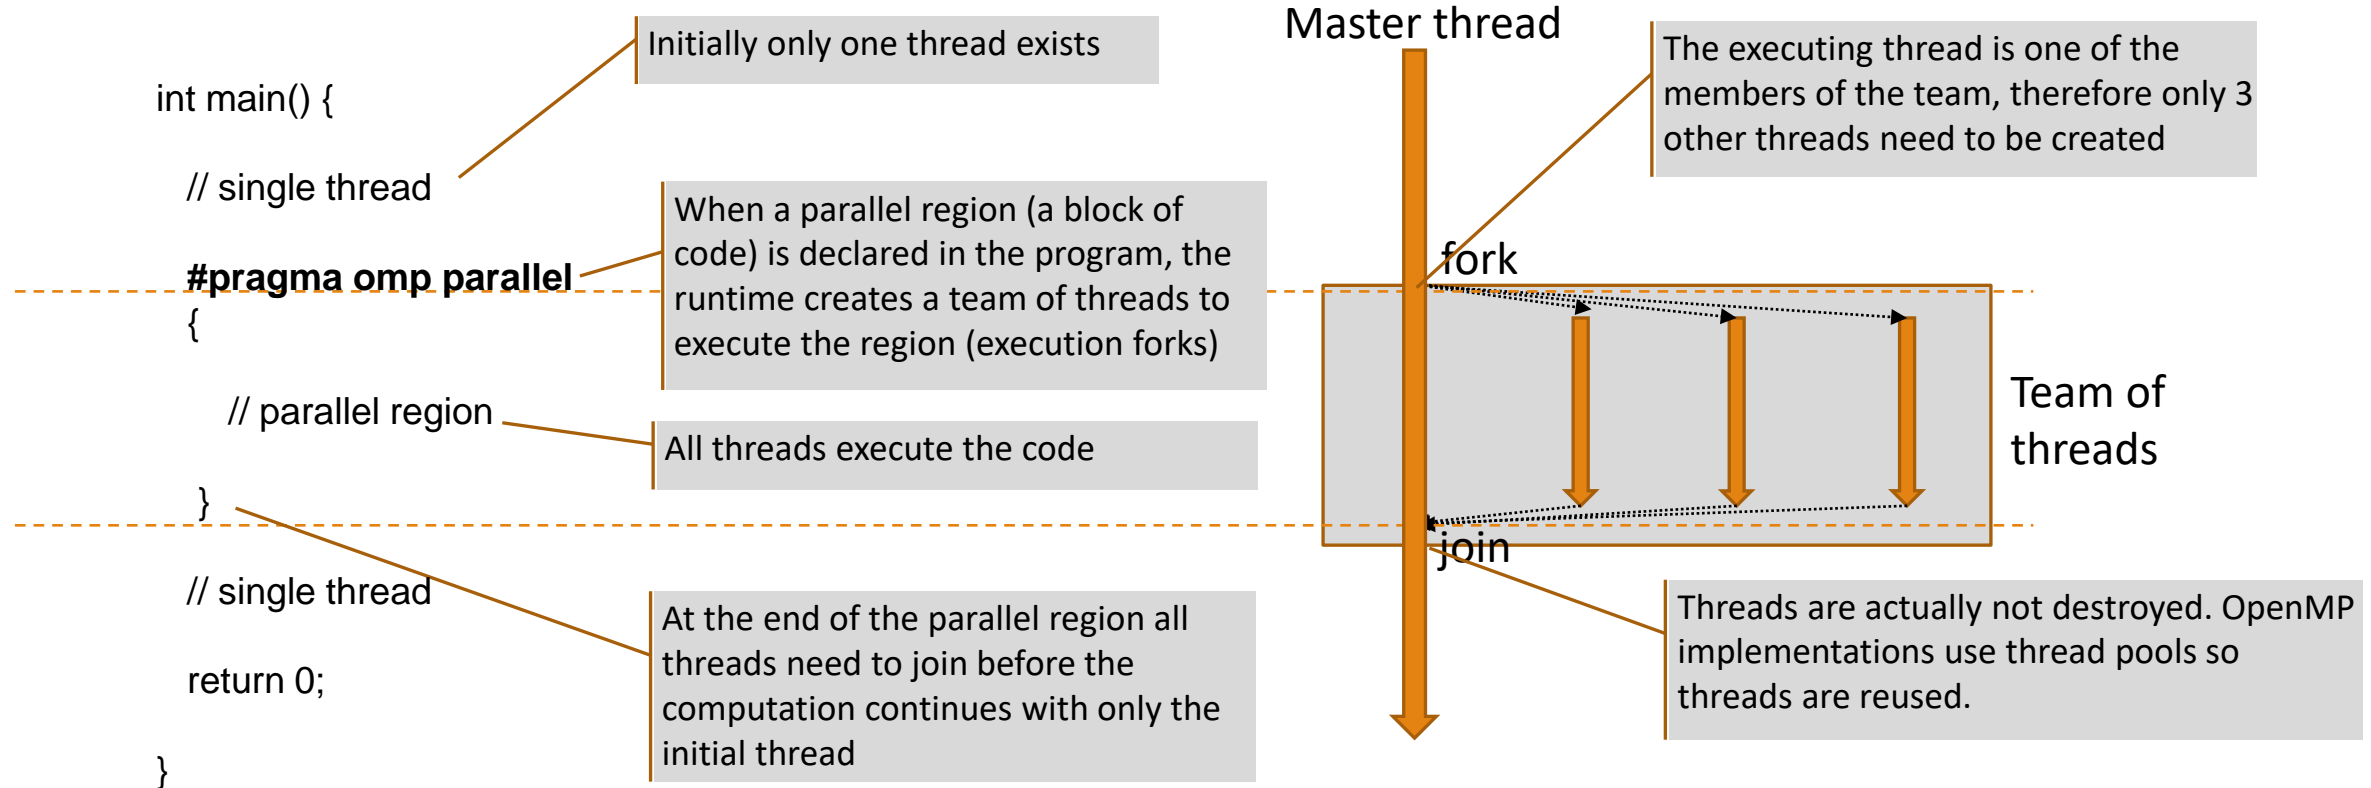 int main() {
// single thread
#pragma omp parallel
{
// parallel region
}
// single thread
return 0;
}
Initially only one thread exists
When a parallel region (a block of
code) is declared in the program, the
runtime creates a team of threads to
execute the region (execution forks)
All threads execute the code
At the end of the parallel region all
threads need to join before the
computation continues with only the
initial thread
Master thread
The executing thread is one of the
members of the team, therefore only 3
other threads need to be created
fork
Team of
threads
join
Threads are actually not destroyed. OpenMP
implementations use thread pools so
threads are reused.